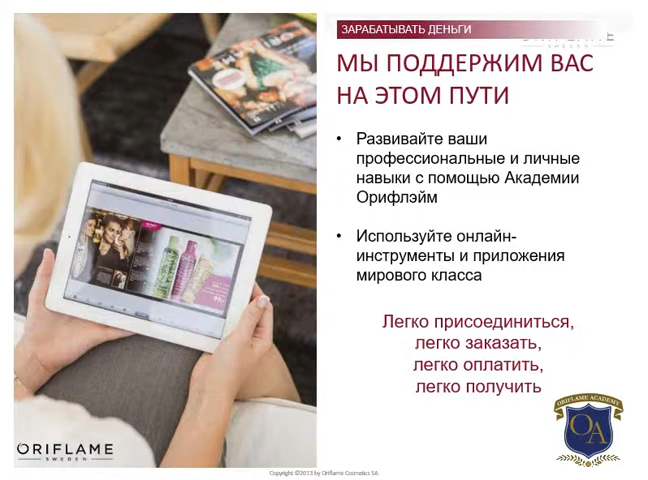 ЗАРАБАТЫВАТЬ ДЕНЬГИ
МЫ ПОДДЕРЖИМ ВАС
НА ЭТОМ ПУТИ
• Развивайте ваши
профессиональные и личные
навыки с помощью Академии
Орифлэйм
• Используйте онлайн-
инструменты и приложения
мирового класса
Легко присоединиться,
легко заказать,
легко оплатить,
легко получить
ORIFLAME ACADEMY
OA
ORIFLAME
SWEDEN
Copyright ©2013 by Oriflame Cosmetics SA